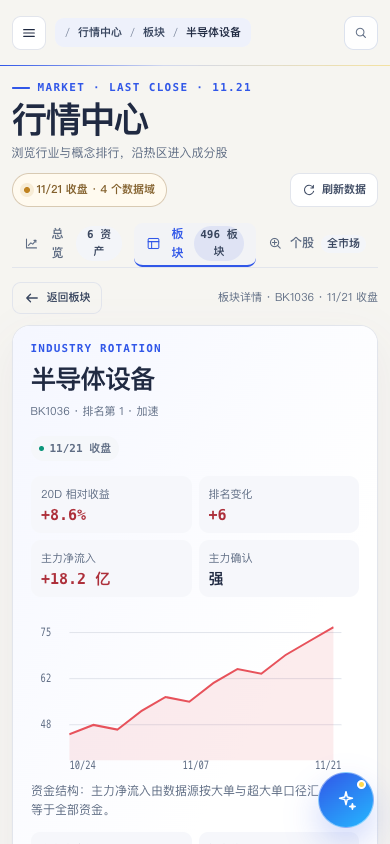 / 行情中心 / 板块 / 半导体设备
MARKET · LAST CLOSE · 11.21
行情中心
浏览行业与概念排行，沿热区进入成分股
11/21 收盘 · 4 个数据域
刷新数据
总览 6 资产
板块 496 板块
个股 全市场
返回板块
板块详情 · BK1036 · 11/21 收盘
INDUSTRY ROTATION
半导体设备
BK1036 · 排名第 1 · 加速
11/21 收盘
20D 相对收益
+8.6%
排名变化
+6
主力净流入
+18.2 亿
主力确认
强
75
62
48
10/24 11/07 11/21
资金结构：主力净流入由数据源按大单与超大单口径汇
等于全部资金。